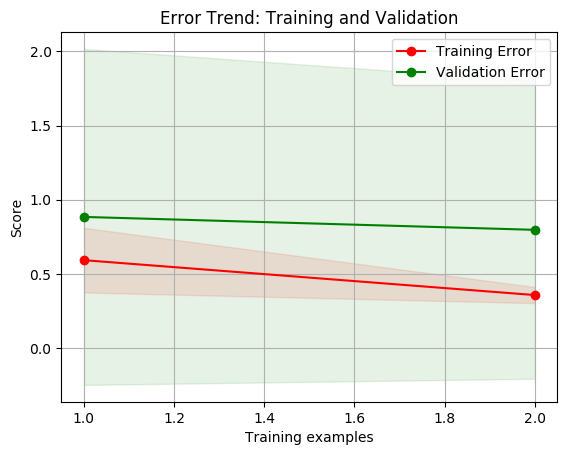 Error Trend: Training and Validation
Training Error
Validation Error
2.0
1.5
1.0
0.5
0.0
Score
1.0
1.2
1.4
1.6
1.8
2.0
Training examples